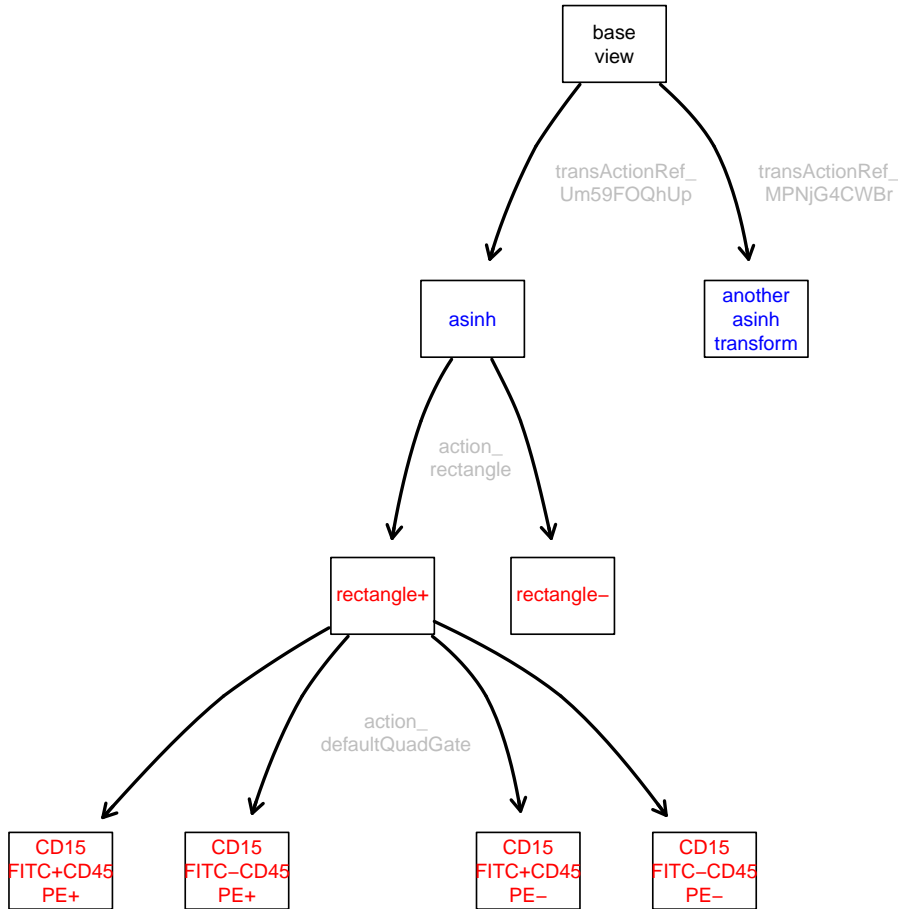 base
view
transActionRef_
Um59FOQhUp
transActionRef_
MPNjG4CWBr
asinh
another
asinh
transform
action_
rectangle
rectangle+
rectangle−
action_
defaultQuadGate
CD15
FITC+CD45
PE+
CD15
FITC−CD45
PE+
CD15
FITC+CD45
PE−
CD15
FITC−CD45
PE−